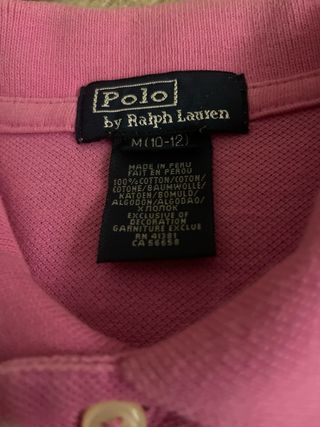 Polo
by Ralph Lauren
M(10-12)
MADE IN PERU
FAIT EN PEROU
100% COTTON/COTON/
COTONE/BAUMWOLLE/
KATOEN/BOMULD/
ALGODON/ALGODAO/
ХЛОПОК
EXCLUSIVE OF
DECORATION
GARNITURE EXCLUE
RN 41381
CA 56658